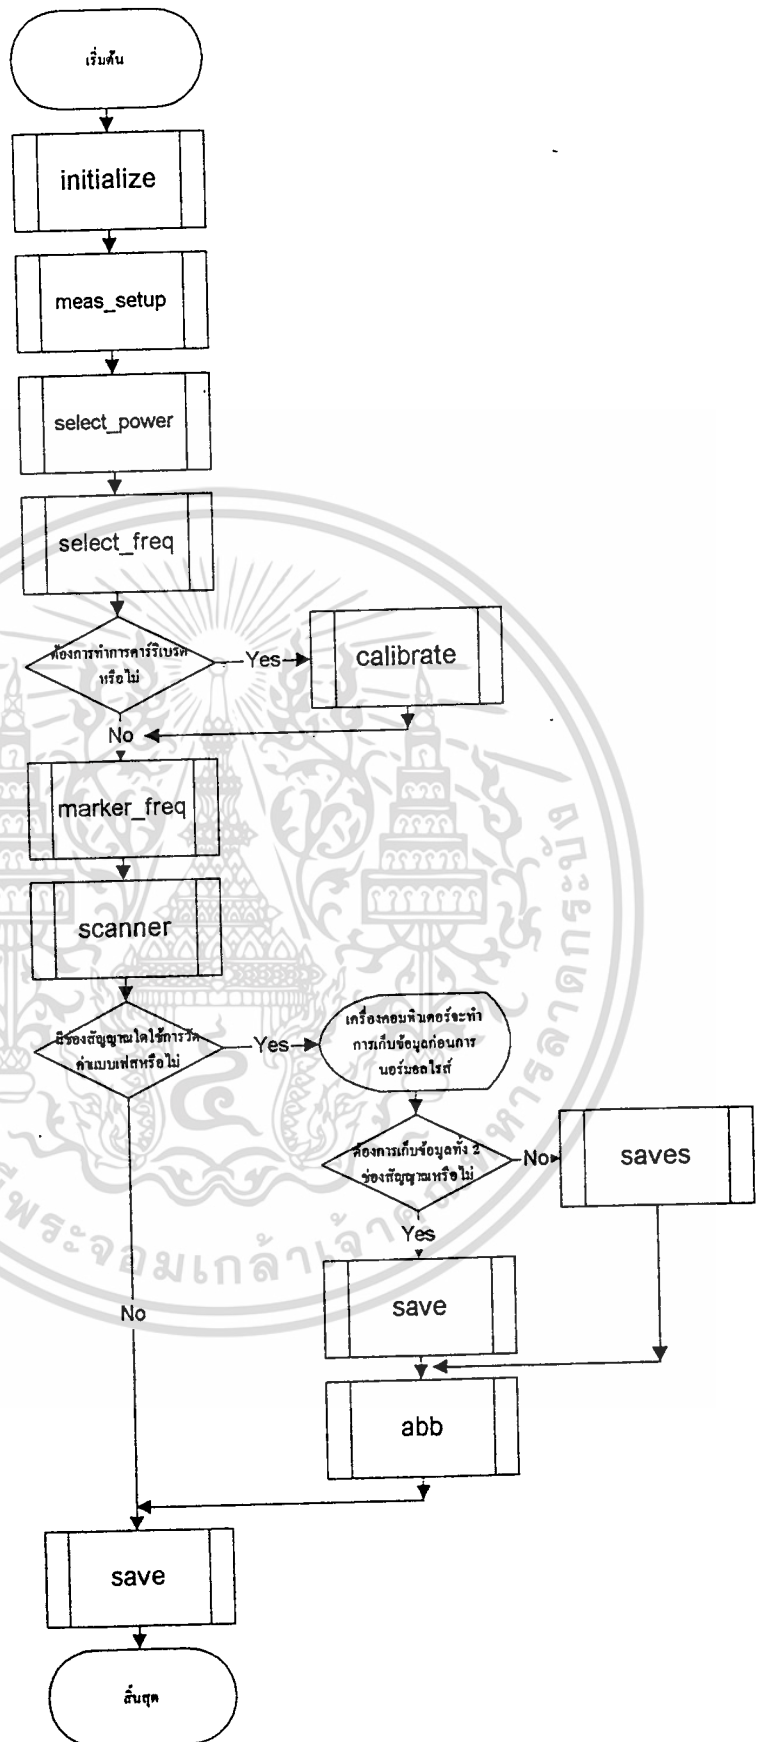 เริ่มต้น
initialize
meas_setup
select_power
select_freq
ต้องการทำการคาร์ริเบรต
หรือไม่
Yes
calibrate
No
marker_freq
scanner
มีช่องสัญญาณใดใช้การวัด
ค่าแบบเฟสหรือไม่
Yes
เครื่องคอมพิวเตอร์จะทำ
การเก็บข้อมูลก่อนการ
นอร์มอลไรส์
ต้องการเก็บข้อมูลทั้ง 2
ช่องสัญญาณหรือไม่
No
saves
Yes
save
No
abb
save
สิ้นสุด